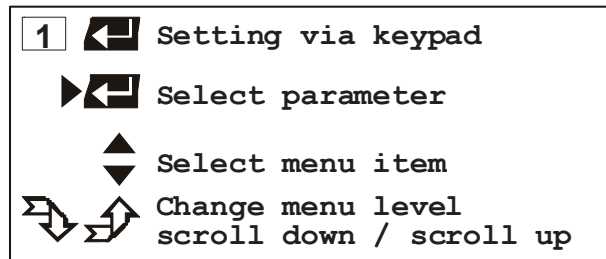 1 Setting via keypad
Select parameter
Select menu item
Change menu level
scroll down / scroll up